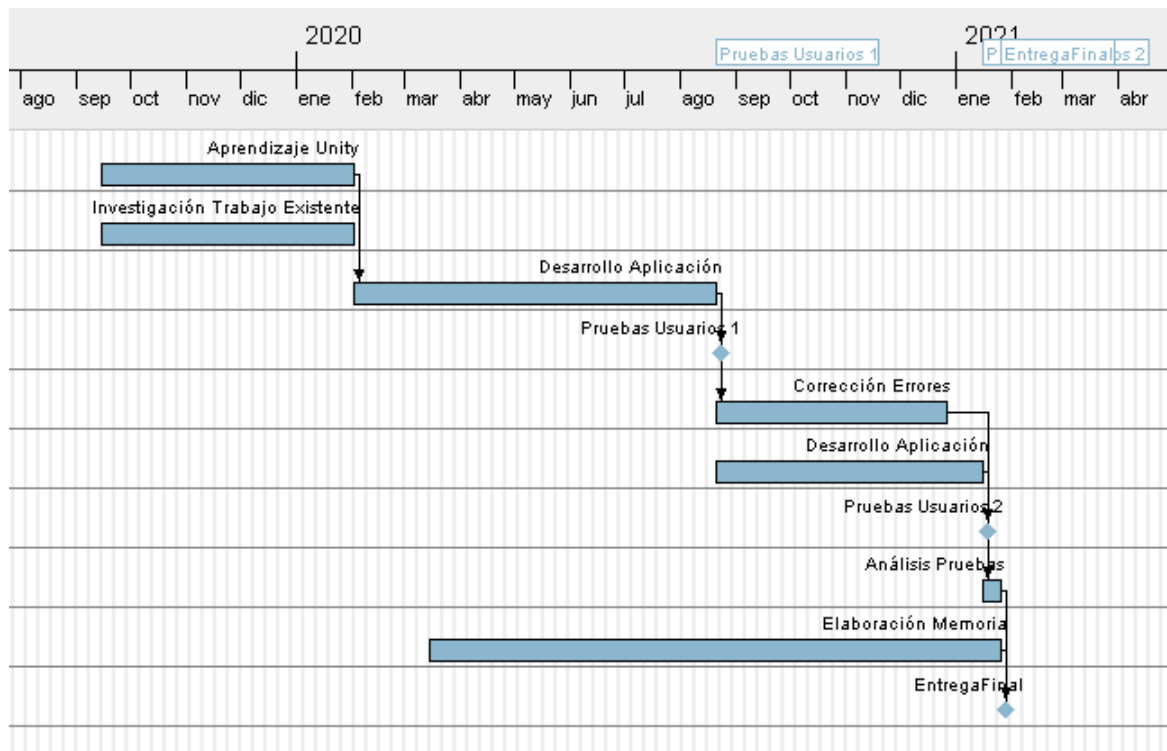 2020
2021
Pruebas Usuarios 1
P
EntregaFinal
os 2
ago sep oct nov dic ene feb mar abr may jun jul ago sep oct nov dic ene feb mar abr
Aprendizaje Unity
Investigación Trabajo Existente
Desarrollo Aplicación
Pruebas Usuarios 1
Corrección Errores
Desarrollo Aplicación
Pruebas Usuarios 2
Análisis Pruebas
Elaboración Memoria
EntregaFinal